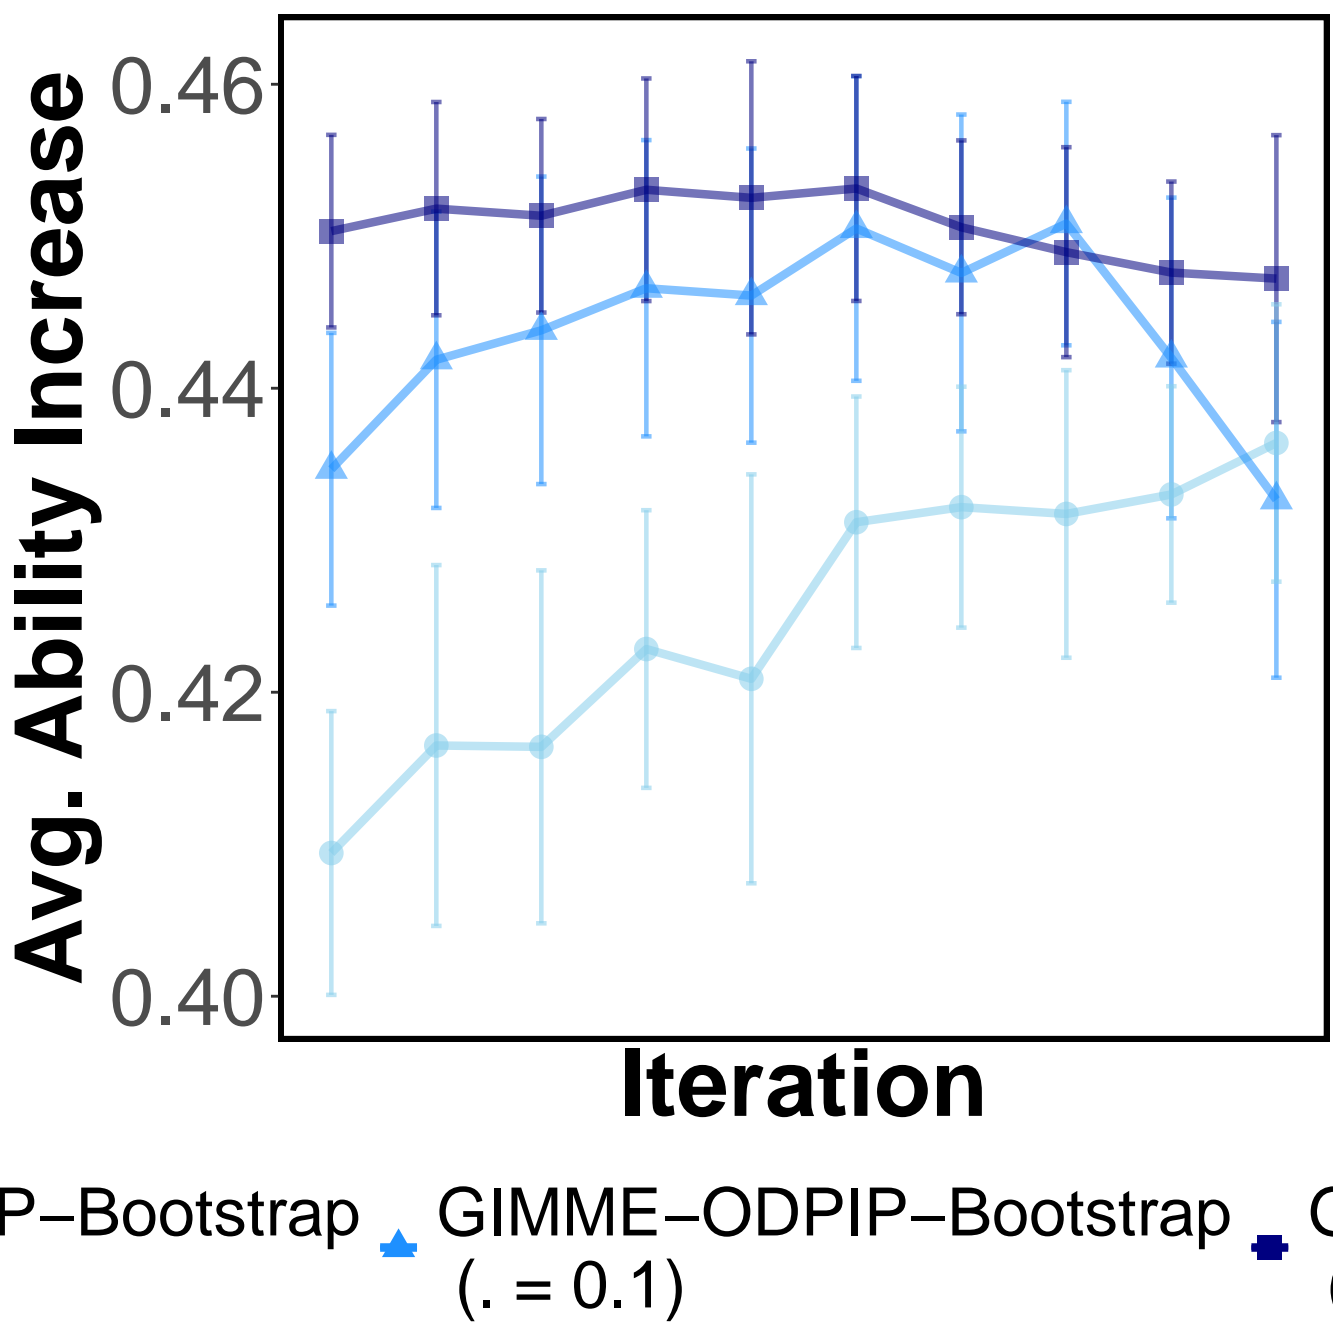 Avg. Ability Increase
0.46
0.44
0.42
0.40
Iteration
P–Bootstrap GIMME–ODPIP–Bootstrap
(. = 0.1)